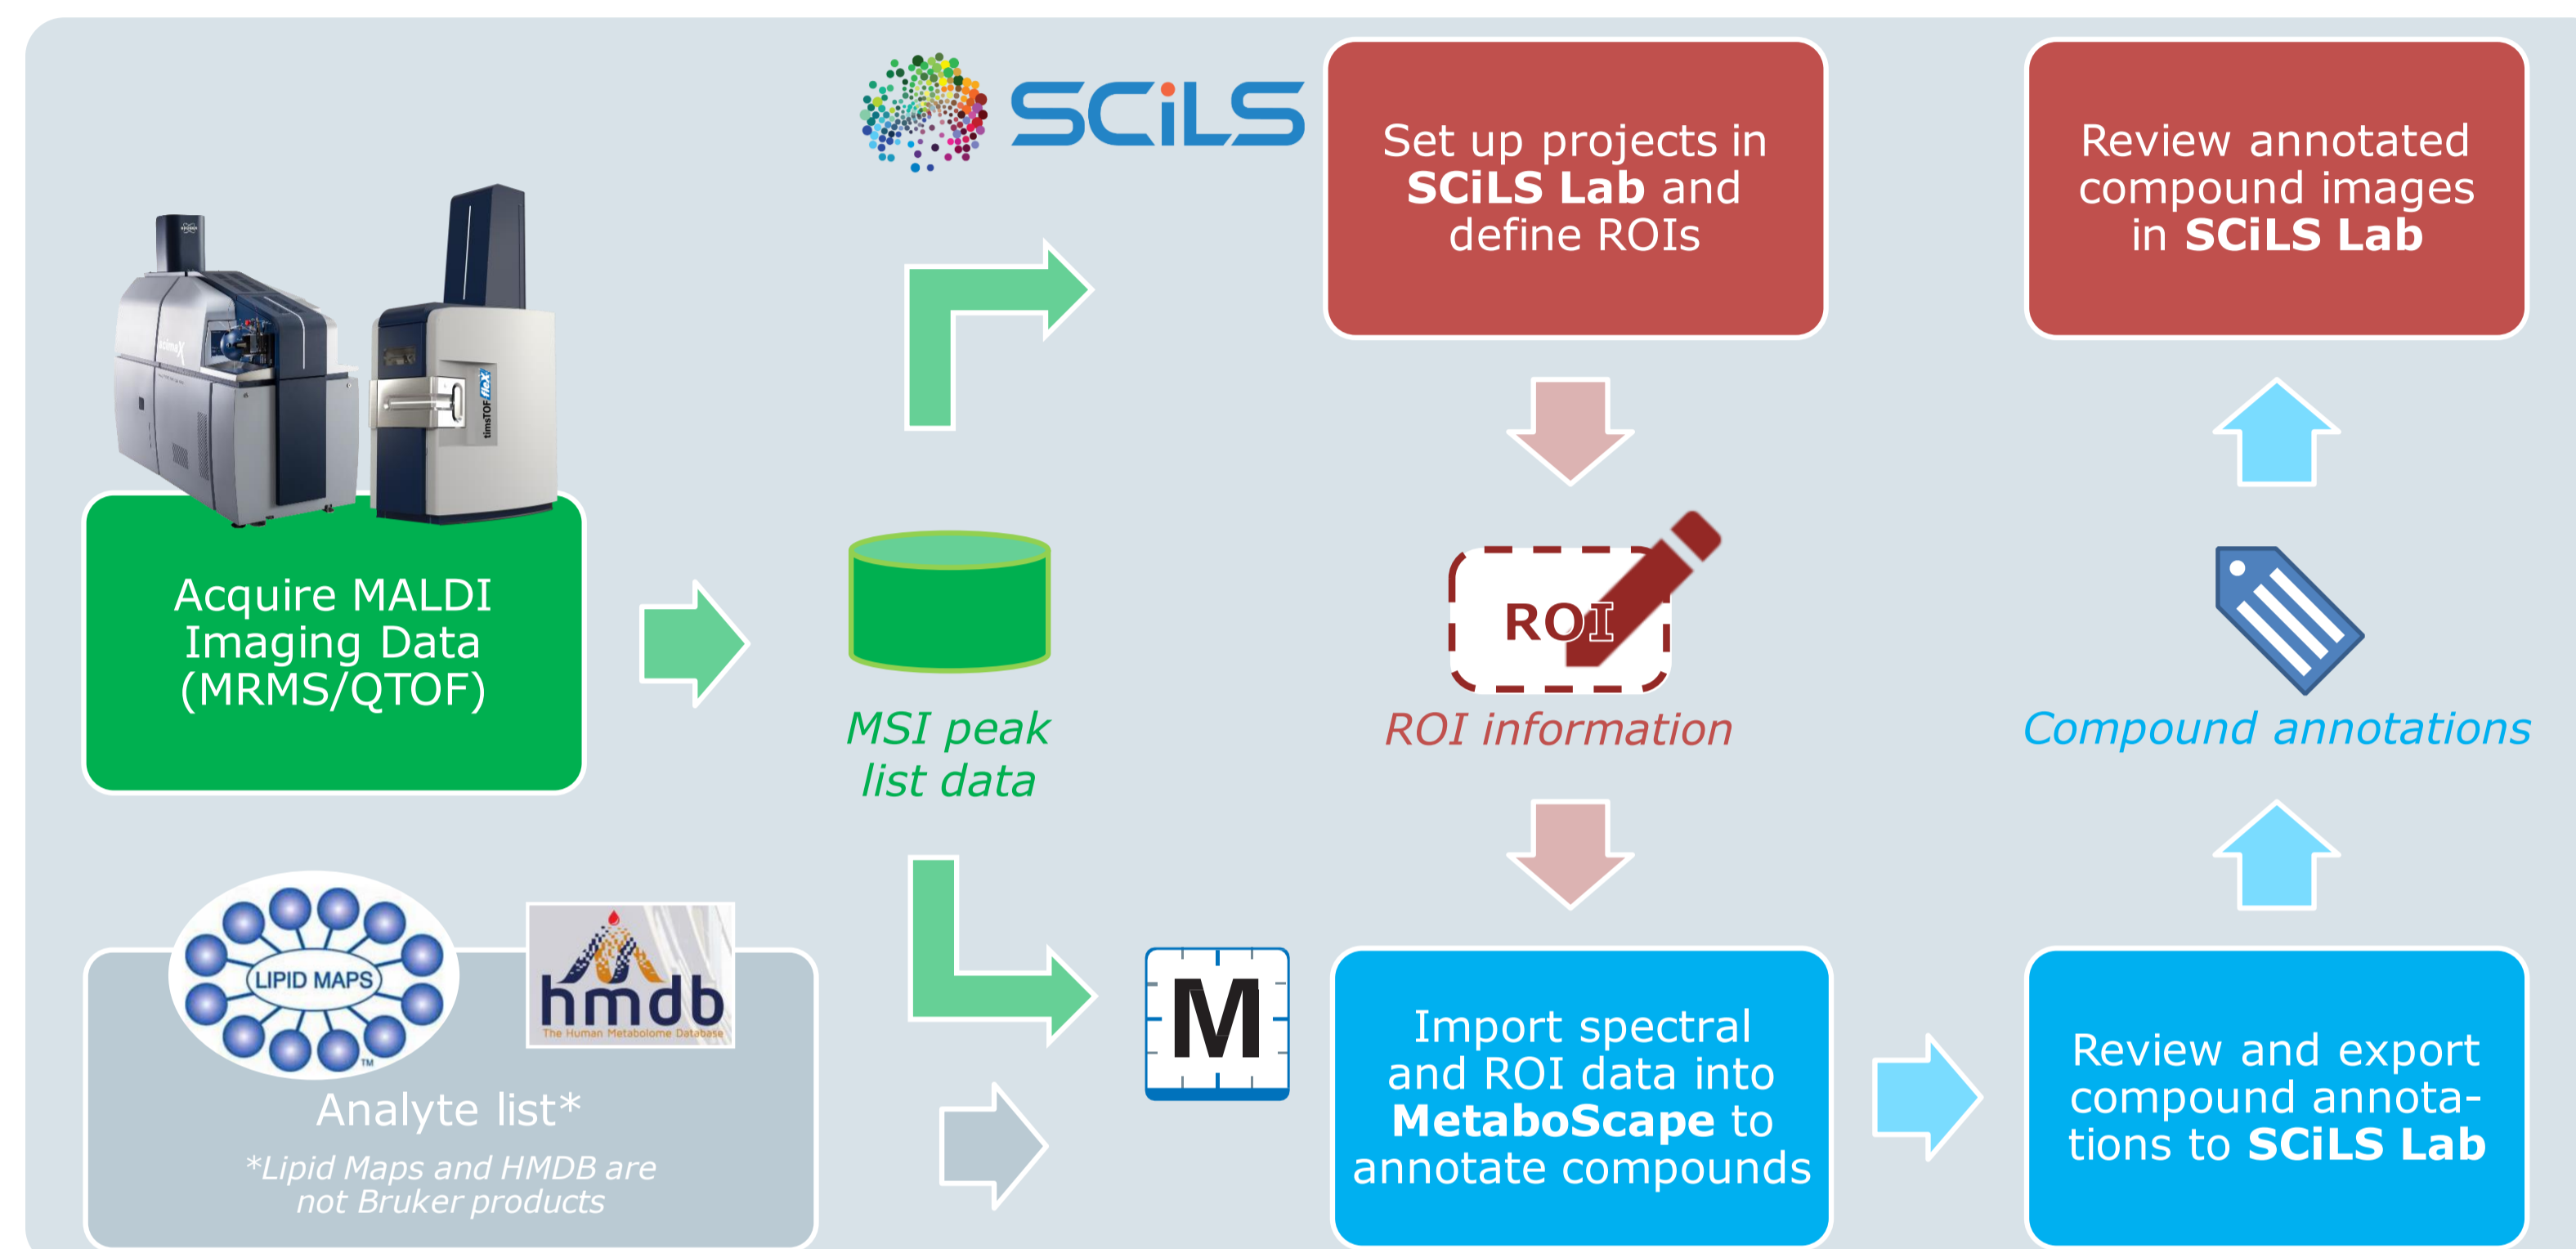 SCiLS
Set up projects in
SCiLS Lab and
define ROIs
Review annotated
compound images
in SCiLS Lab
timsTOF fleX
Acquire MALDI
Imaging Data
(MRMS/QTOF)
MSI peak
list data
ROI
ROI information
Compound annotations
LIPID MAPS
TM
hmdb
The Human Metabolome Database
Analyte list*
*Lipid Maps and HMDB are
not Bruker products
M
Import spectral
and ROI data into
MetaboScape to
annotate compounds
Review and export
compound annota-
tions to SCiLS Lab